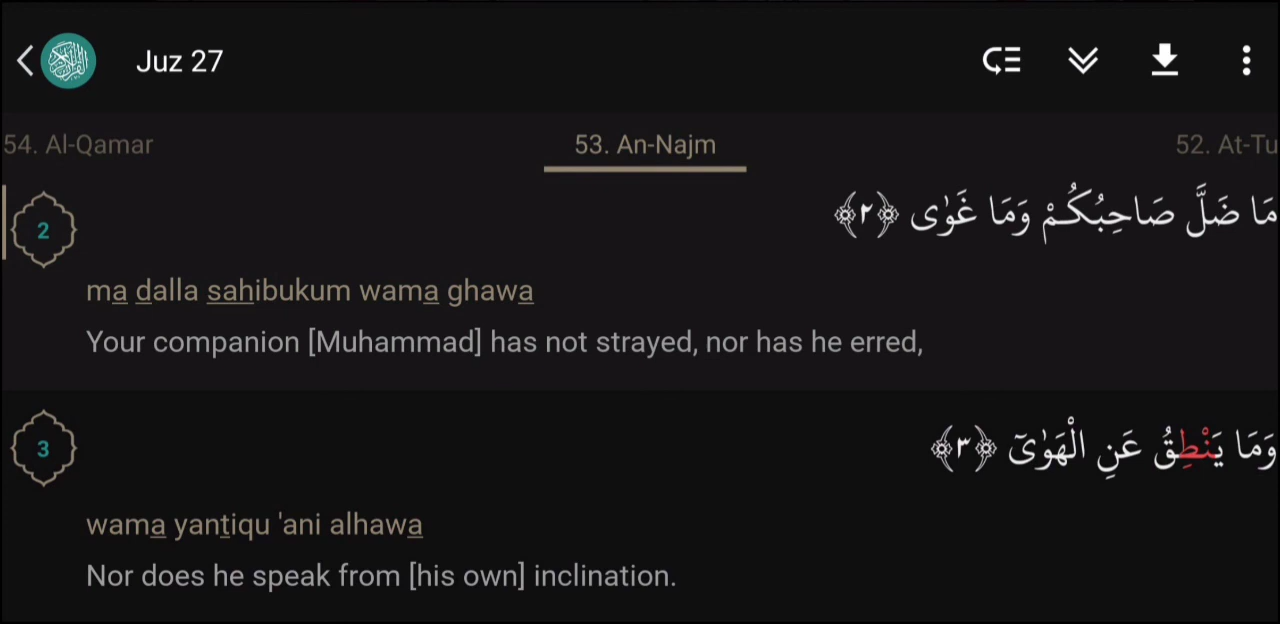 Juz 27
54. Al-Qamar
53. An-Najm
52. At-Tu
2
مَا ضَلَّ صَاحِبُكُمْ وَمَا غَوٰى ﴿٢﴾
ma dalla sahibukum wama ghawa
Your companion [Muhammad] has not strayed, nor has he erred,
3
وَمَا يَنْطِقُ عَنِ الْهَوٰىٓ ﴿٣﴾
wama yantiqu 'ani alhawa
Nor does he speak from [his own] inclination.